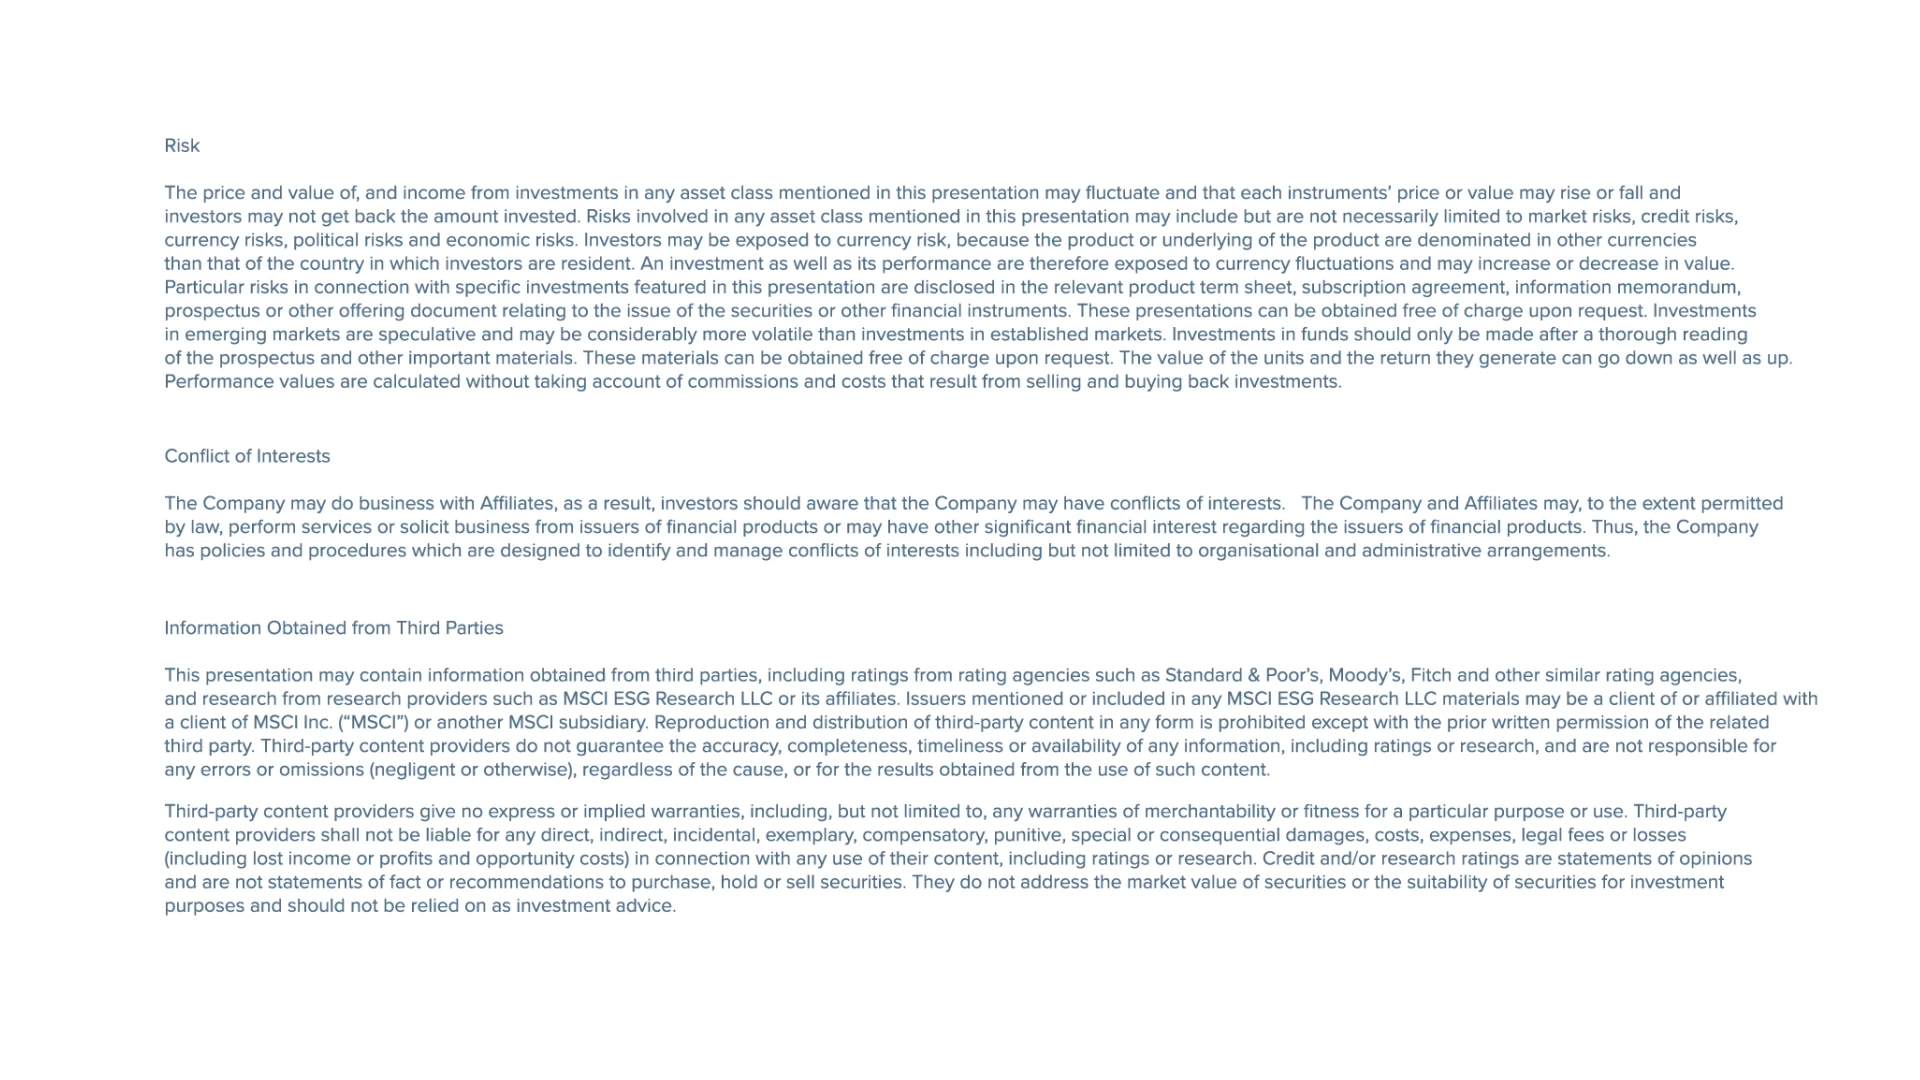 Risk
The price and value of, and income from investments in any asset class mentioned in this presentation may fluctuate and that each instruments’ price or value may rise or fall and
investors may not get back the amount invested. Risks involved in any asset class mentioned in this presentation may include but are not necessarily limited to market risks, credit risks,
currency risks, political risks and economic risks. Investors may be exposed to currency risk, because the product or underlying of the product are denominated in other currencies
than that of the country in which investors are resident. An investment as well as its performance are therefore exposed to currency fluctuations and may increase or decrease in value.
Particular risks in connection with specific investments featured in this presentation are disclosed in the relevant product term sheet, subscription agreement, information memorandum,
prospectus or other offering document relating to the issue of the securities or other financial instruments. These presentations can be obtained free of charge upon request. Investments
in emerging markets are speculative and may be considerably more volatile than investments in established markets. Investments in funds should only be made after a thorough reading
of the prospectus and other important materials. These materials can be obtained free of charge upon request. The value of the units and the return they generate can go down as well as up.
Performance values are calculated without taking account of commissions and costs that result from selling and buying back investments.
Conflict of Interests
The Company may do business with Affiliates, as a result, investors should aware that the Company may have conflicts of interests.   The Company and Affiliates may, to the extent permitted
by law, perform services or solicit business from issuers of financial products or may have other significant financial interest regarding the issuers of financial products. Thus, the Company
has policies and procedures which are designed to identify and manage conflicts of interests including but not limited to organisational and administrative arrangements.
Information Obtained from Third Parties
This presentation may contain information obtained from third parties, including ratings from rating agencies such as Standard & Poor’s, Moody’s, Fitch and other similar rating agencies,
and research from research providers such as MSCI ESG Research LLC or its affiliates. Issuers mentioned or included in any MSCI ESG Research LLC materials may be a client of or affiliated with
a client of MSCI Inc. (“MSCI”) or another MSCI subsidiary. Reproduction and distribution of third-party content in any form is prohibited except with the prior written permission of the related
third party. Third-party content providers do not guarantee the accuracy, completeness, timeliness or availability of any information, including ratings or research, and are not responsible for
any errors or omissions (negligent or otherwise), regardless of the cause, or for the results obtained from the use of such content.
Third-party content providers give no express or implied warranties, including, but not limited to, any warranties of merchantability or fitness for a particular purpose or use. Third-party
content providers shall not be liable for any direct, indirect, incidental, exemplary, compensatory, punitive, special or consequential damages, costs, expenses, legal fees or losses
(including lost income or profits and opportunity costs) in connection with any use of their content, including ratings or research. Credit and/or research ratings are statements of opinions
and are not statements of fact or recommendations to purchase, hold or sell securities. They do not address the market value of securities or the suitability of securities for investment
purposes and should not be relied on as investment advice.